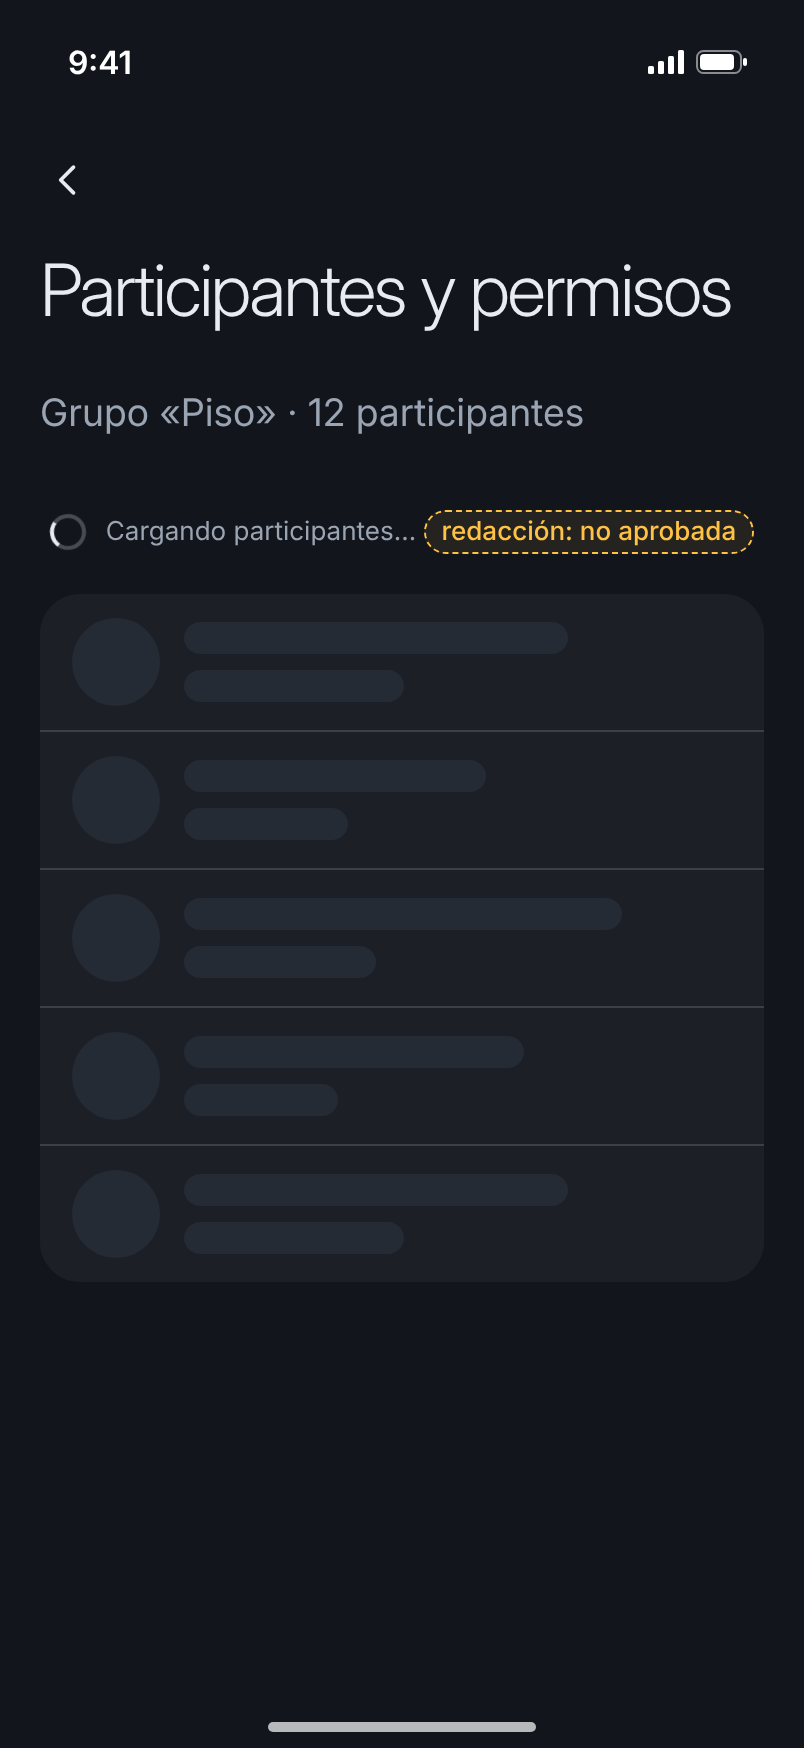 9:41
Participantes y permisos
Grupo «Piso» · 12 participantes
Cargando participantes... redacción: no aprobada